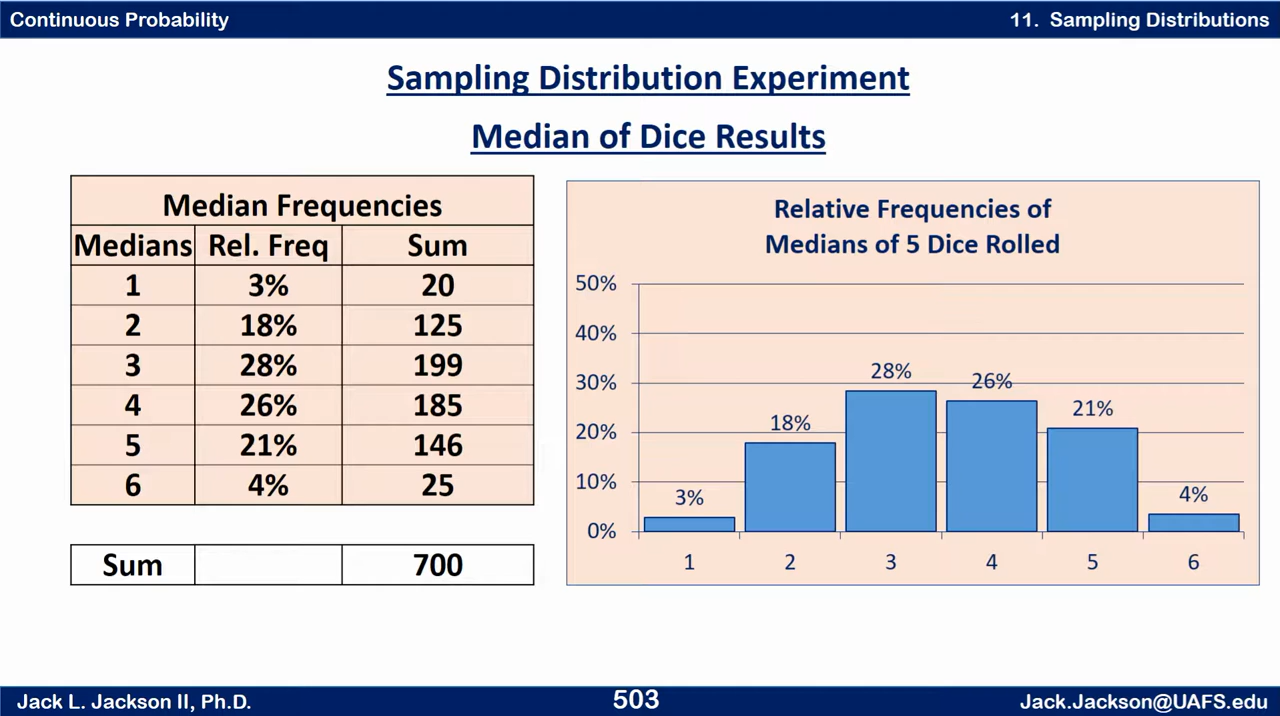 Continuous Probability
11. Sampling Distributions
Sampling Distribution Experiment
Median of Dice Results
Median Frequencies
Medians Rel. Freq Sum
1 3% 20
2 18% 125
3 28% 199
4 26% 185
5 21% 146
6 4% 25
Sum 700
Relative Frequencies of
Medians of 5 Dice Rolled
50%
40%
30%
20%
10%
0%
3% 18% 28% 26% 21% 4%
1 2 3 4 5 6
Jack L. Jackson II, Ph.D.
503
Jack.Jackson@UAFS.edu